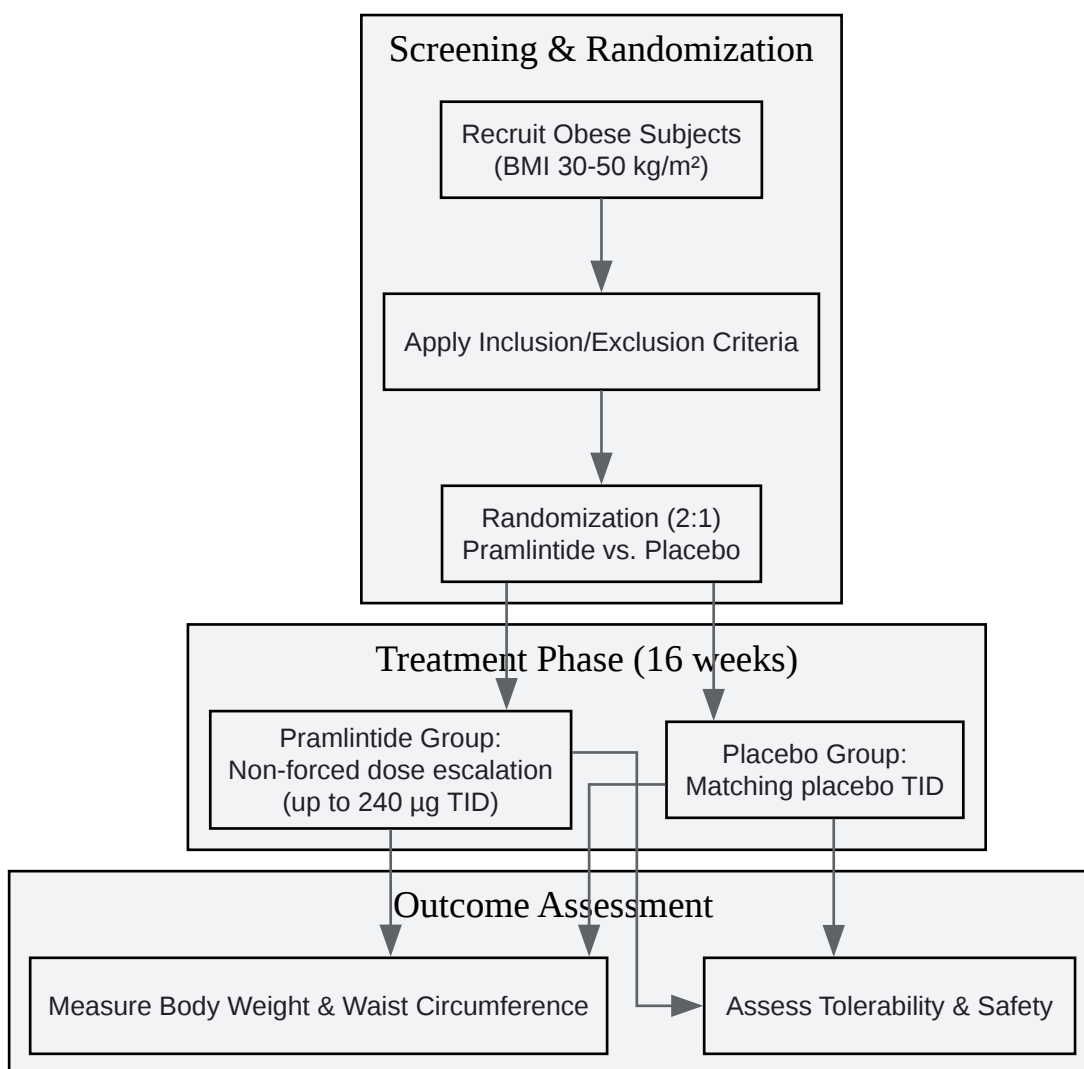 Screening & Randomization
Recruit Obese Subjects
(BMI 30-50 kg/m²)
Apply Inclusion/Exclusion Criteria
Randomization (2:1)
Pramlintide vs. Placebo
Treatment Phase (16 weeks)
Pramlintide Group:
Non-forced dose escalation
(up to 240 µg TID)
Placebo Group:
Matching placebo TID
Outcome Assessment
Measure Body Weight & Waist Circumference
Assess Tolerability & Safety